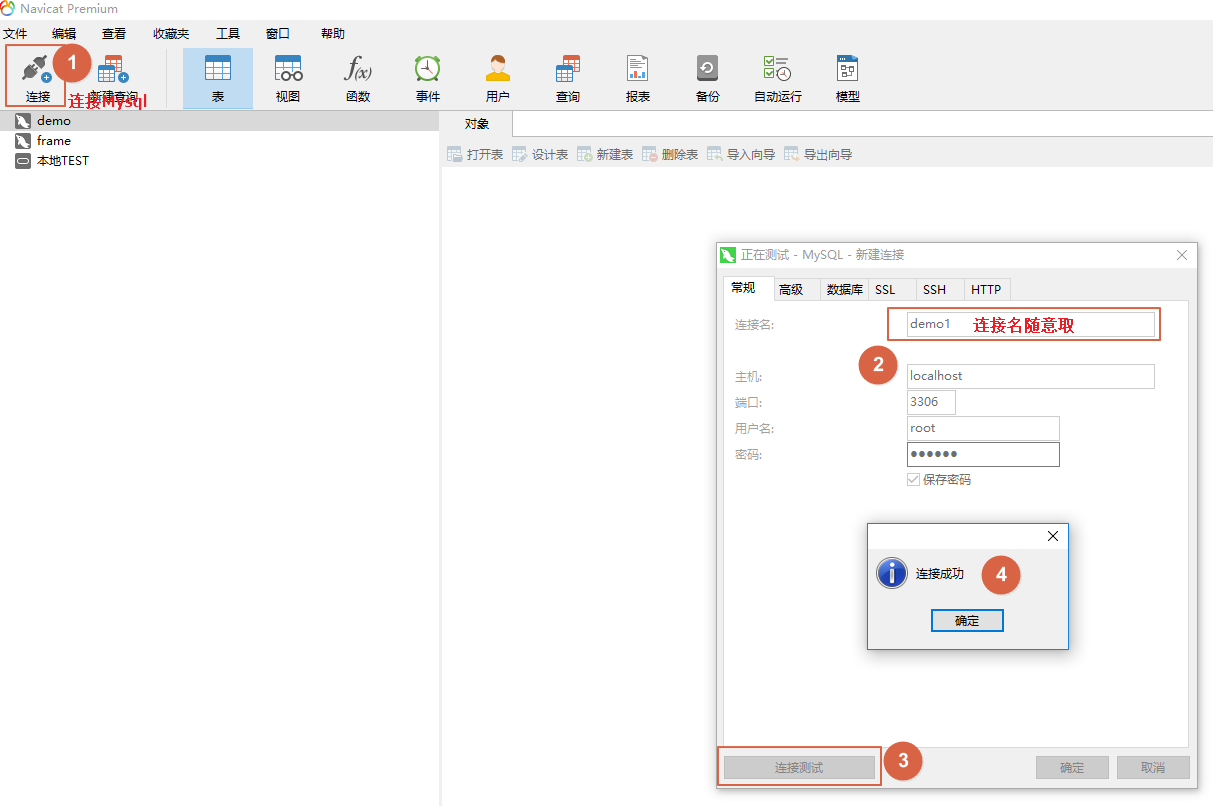 Navicat Premium
文件 编辑 查看 收藏夹 工具 窗口 帮助
1
连接 新建查询 表 视图 函数 事件 用户 查询 报表 备份 自动运行 模型
连接Mysql
demo
frame
本地TEST
对象
打开表 设计表 新建表 删除表 导入向导 导出向导
正在测试 - MySQL - 新建连接
常规 高级 数据库 SSL SSH HTTP
连接名: demo1 连接名随意取
2
主机: localhost
端口: 3306
用户名: root
密码: ●●●●●●
保存密码
连接成功 4
确定
连接测试 3 确定 取消